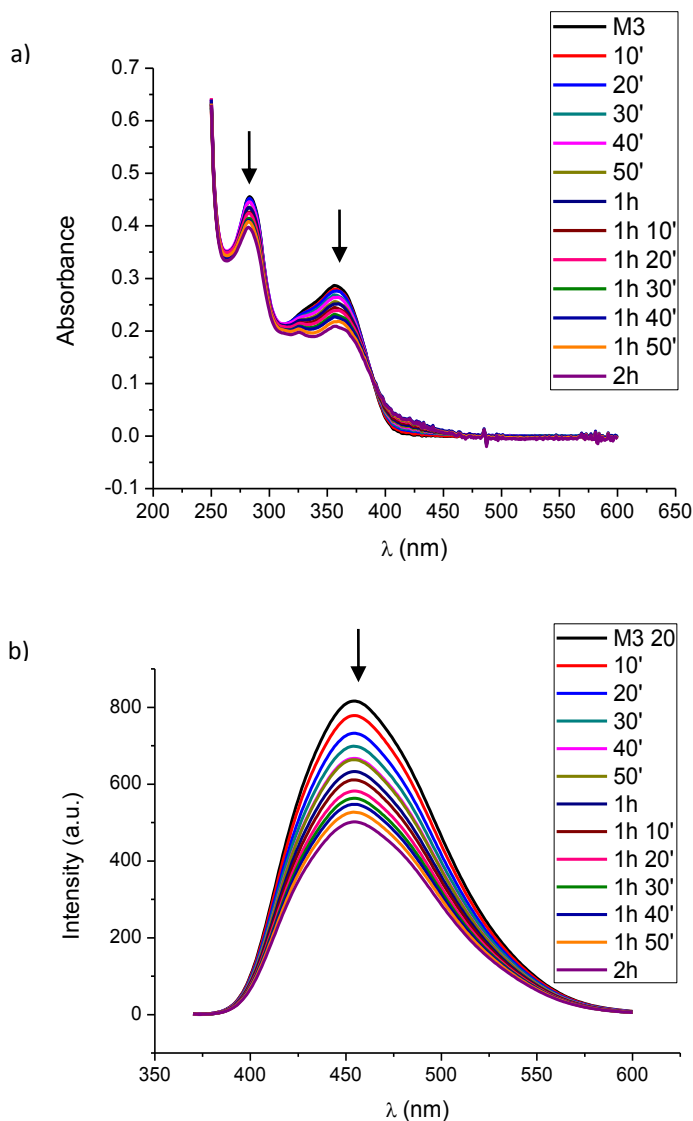 a)
M3
10'
20'
30'
40'
50'
1h
1h 10'
1h 20'
1h 30'
1h 40'
1h 50'
2h
0.7
0.6
0.5
0.4
0.3
0.2
0.1
0.0
-0.1
Absorbance
200 250 300 350 400 450 500 550 600 650
λ (nm)
b)
M3 20
10'
20'
30'
40'
50'
1h
1h 10'
1h 20'
1h 30'
1h 40'
1h 50'
2h
800
600
400
200
0
Intensity (a.u.)
350 400 450 500 550 600
λ (nm)